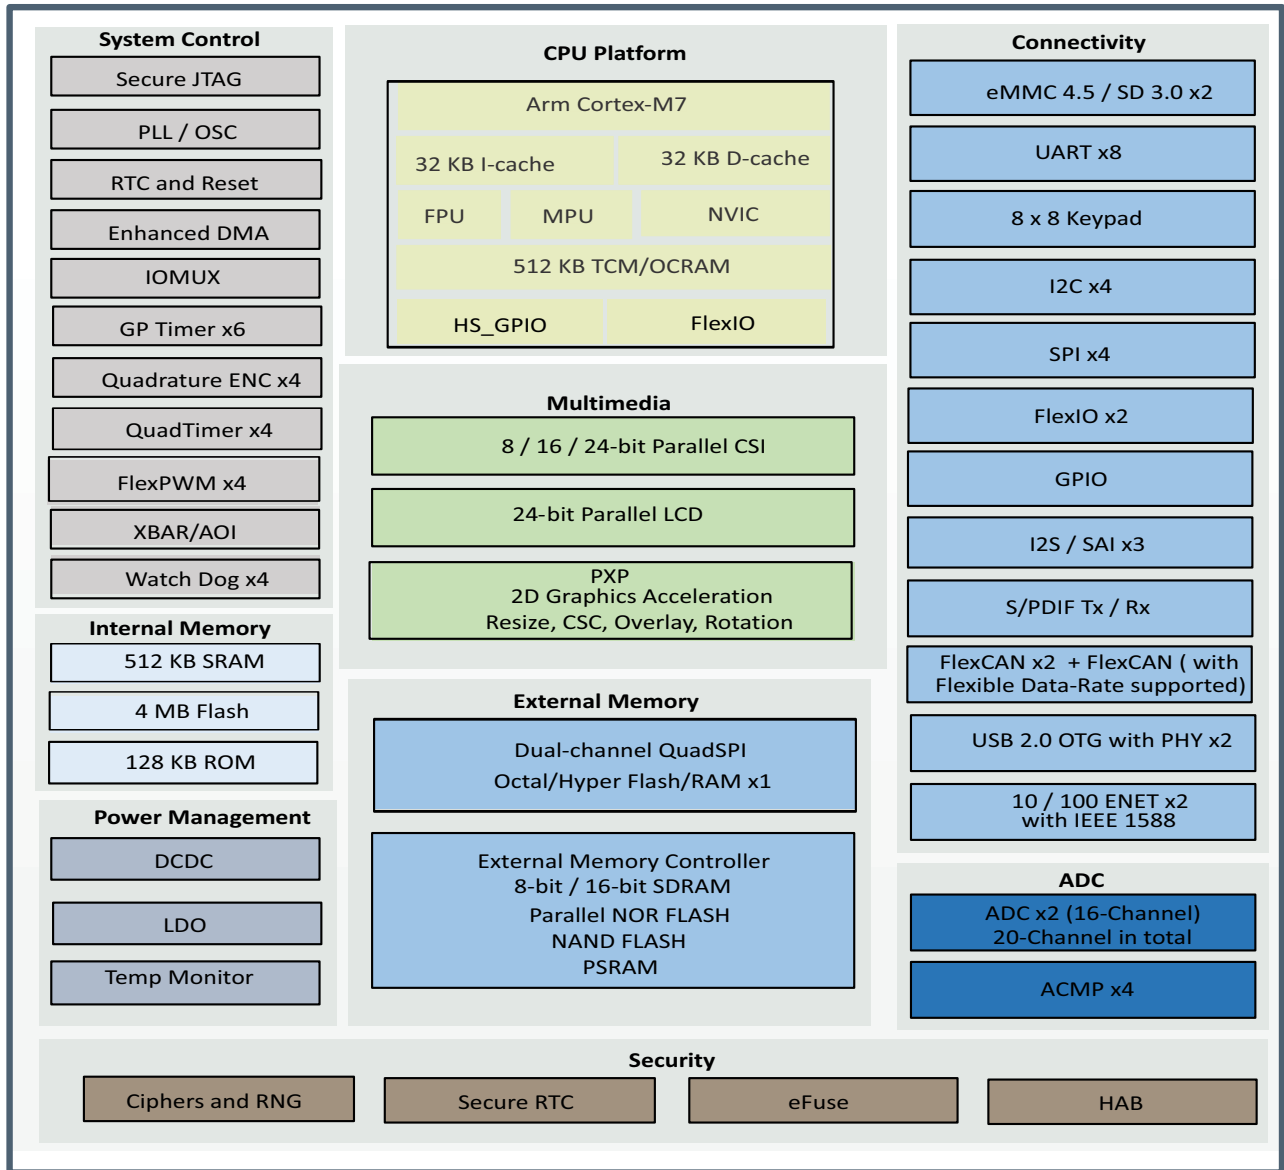 System Control
Secure JTAG
PLL / OSC
RTC and Reset
Enhanced DMA
IOMUX
GP Timer x6
Quadrature ENC x4
QuadTimer x4
FlexPWM x4
XBAR/AOI
Watch Dog x4
Internal Memory
512 KB SRAM
4 MB Flash
128 KB ROM
Power Management
DCDC
LDO
Temp Monitor
CPU Platform
Arm Cortex-M7
32 KB I-cache
32 KB D-cache
FPU
MPU
NVIC
512 KB TCM/OCRAM
HS_GPIO
FlexIO
Multimedia
8 / 16 / 24-bit Parallel CSI
24-bit Parallel LCD
PXP
2D Graphics Acceleration
Resize, CSC, Overlay, Rotation
External Memory
Dual-channel QuadSPI
Octal/Hyper Flash/RAM x1
External Memory Controller
8-bit / 16-bit SDRAM
Parallel NOR FLASH
NAND FLASH
PSRAM
Connectivity
eMMC 4.5 / SD 3.0 x2
UART x8
8 x 8 Keypad
I2C x4
SPI x4
FlexIO x2
GPIO
I2S / SAI x3
S/PDIF Tx / Rx
FlexCAN x2 + FlexCAN ( with
Flexible Data-Rate supported)
USB 2.0 OTG with PHY x2
10 / 100 ENET x2
with IEEE 1588
ADC
ADC x2 (16-Channel)
20-Channel in total
ACMP x4
Security
Ciphers and RNG
Secure RTC
eFuse
HAB